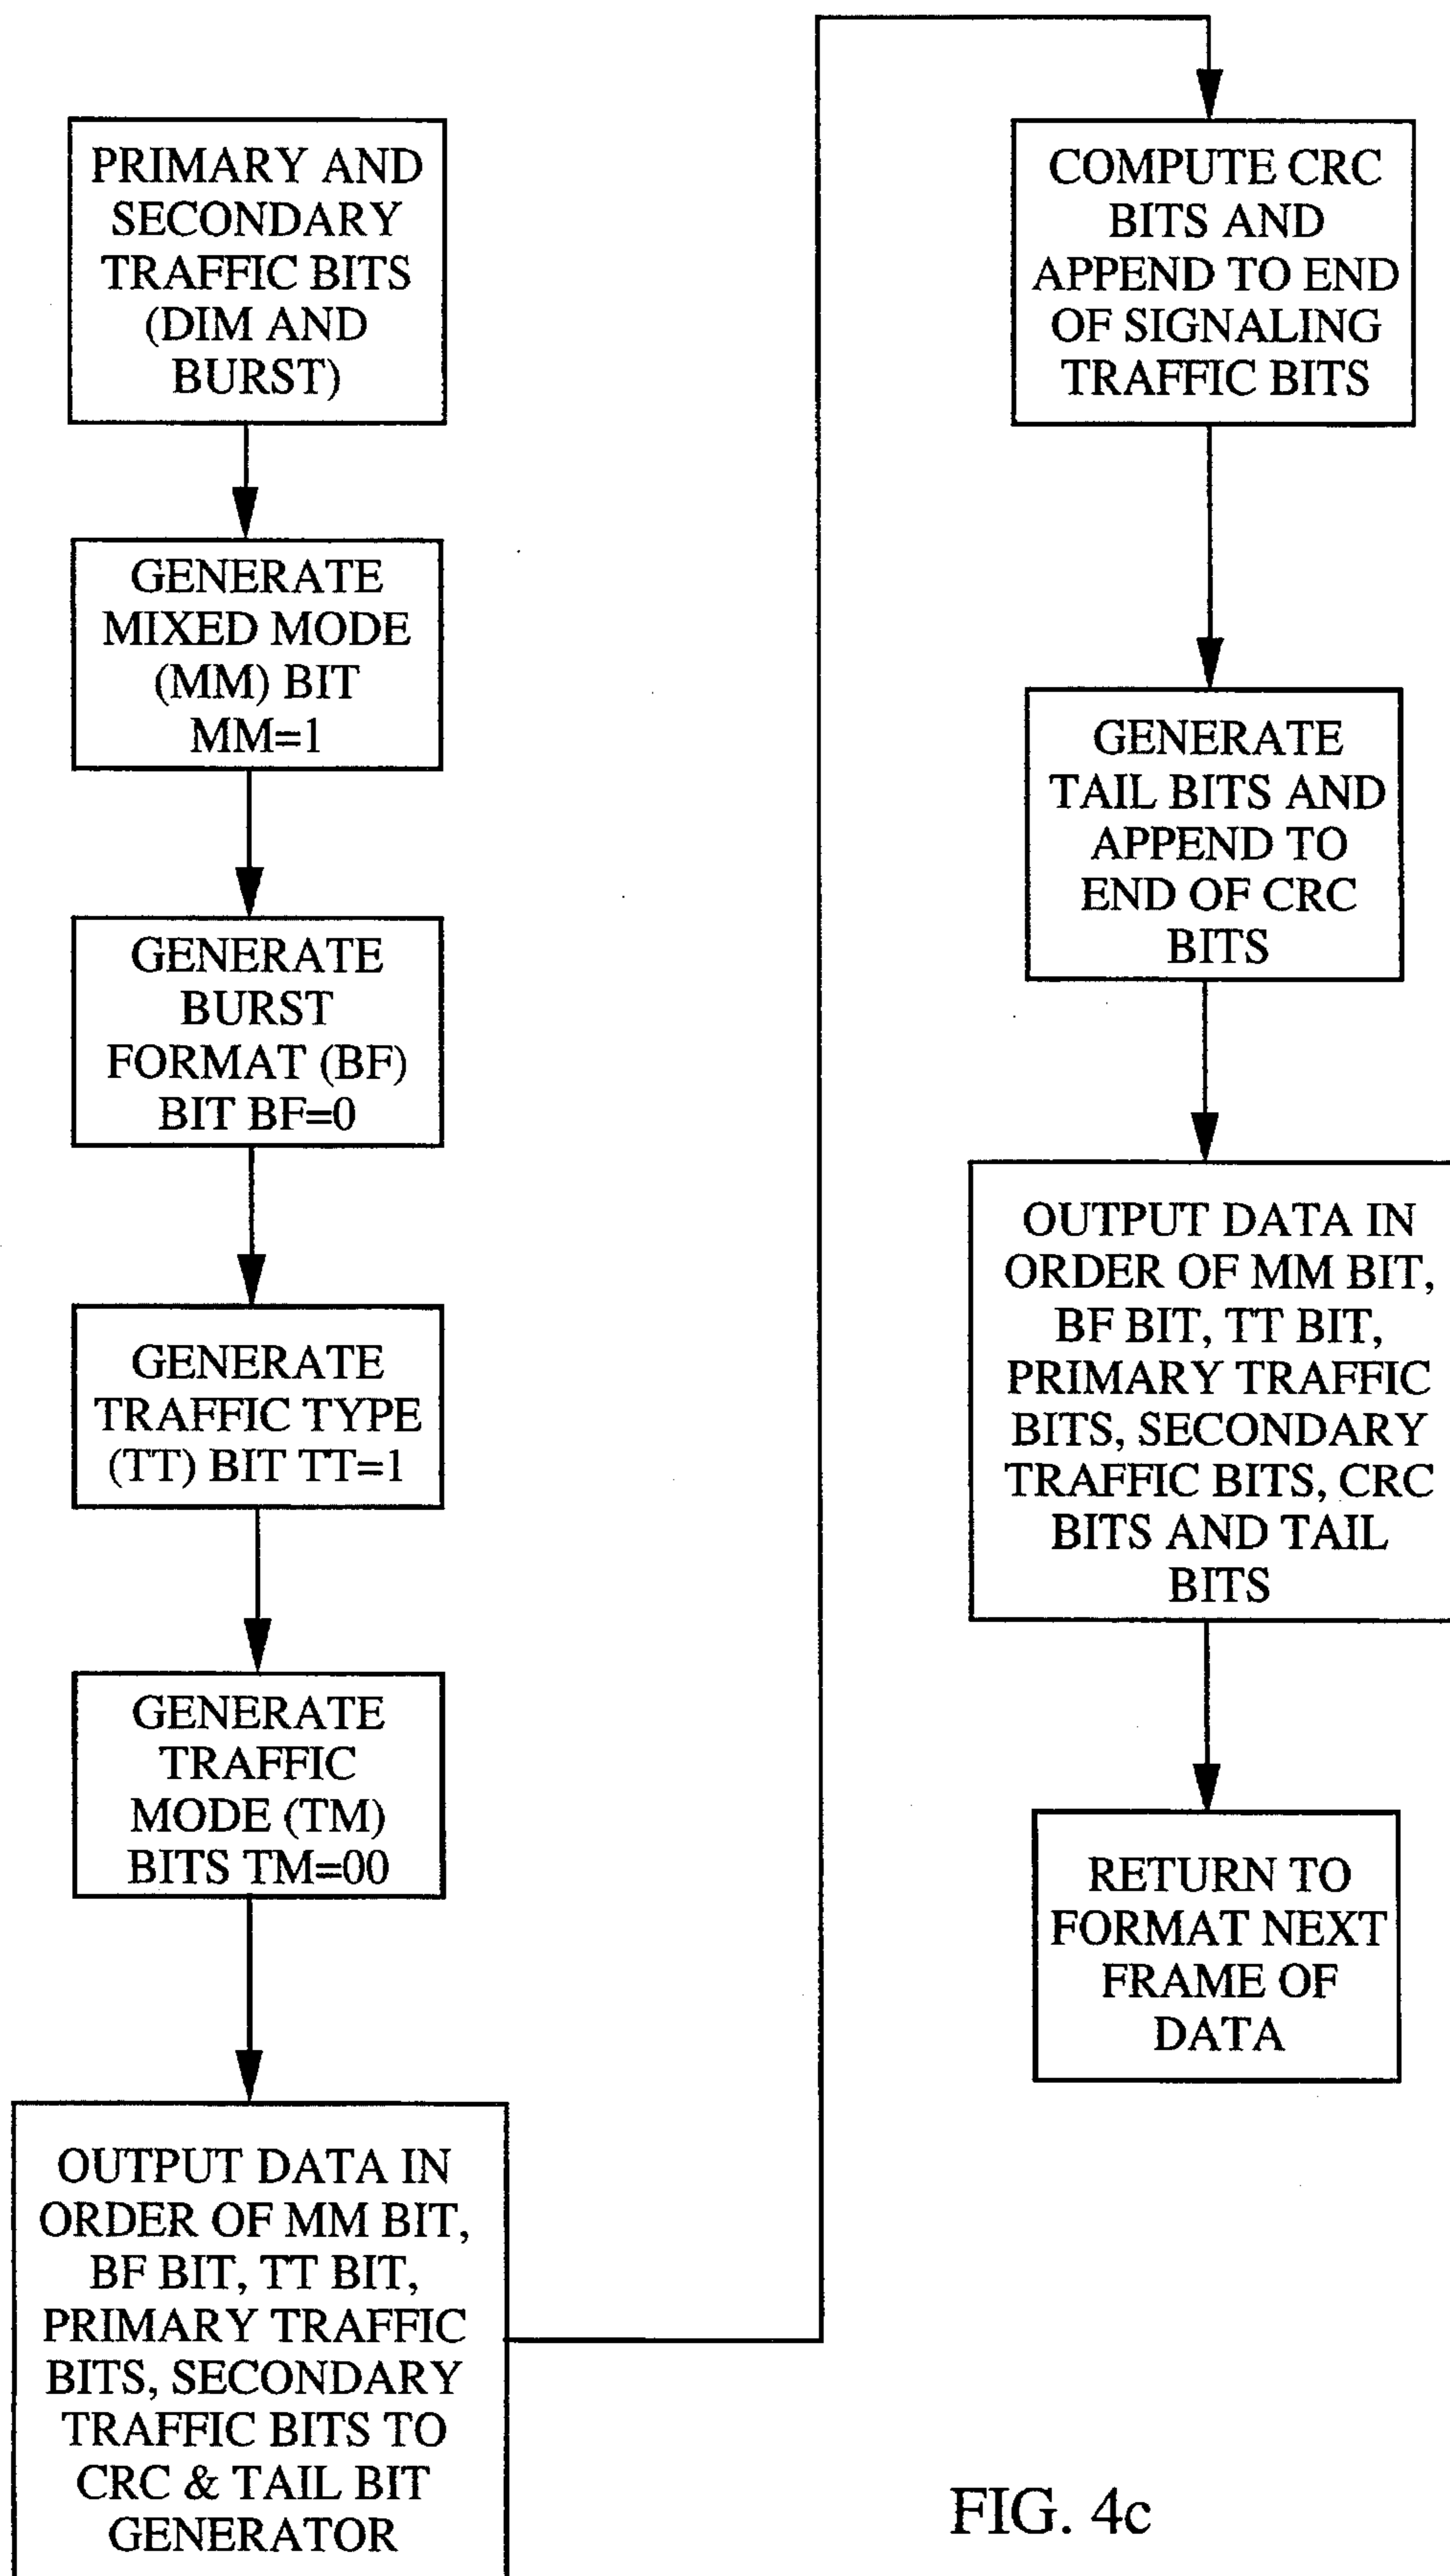 PRIMARY AND
SECONDARY
TRAFFIC BITS
(DIM AND
BURST)
GENERATE
MIXED MODE
(MM) BIT
MM=1
GENERATE
BURST
FORMAT (BF)
BIT BF=0
GENERATE
TRAFFIC TYPE
(TT) BIT TT=1
GENERATE
TRAFFIC
MODE (TM)
BITS TM=00
OUTPUT DATA IN
ORDER OF MM BIT,
BF BIT, TT BIT,
PRIMARY TRAFFIC
BITS, SECONDARY
TRAFFIC BITS TO
CRC & TAIL BIT
GENERATOR
COMPUTE CRC
BITS AND
APPEND TO END
OF SIGNALING
TRAFFIC BITS
GENERATE
TAIL BITS AND
APPEND TO
END OF CRC
BITS
OUTPUT DATA IN
ORDER OF MM BIT,
BF BIT, TT BIT,
PRIMARY TRAFFIC
BITS, SECONDARY
TRAFFIC BITS, CRC
BITS AND TAIL
BITS
RETURN TO
FORMAT NEXT
FRAME OF
DATA
FIG. 4c